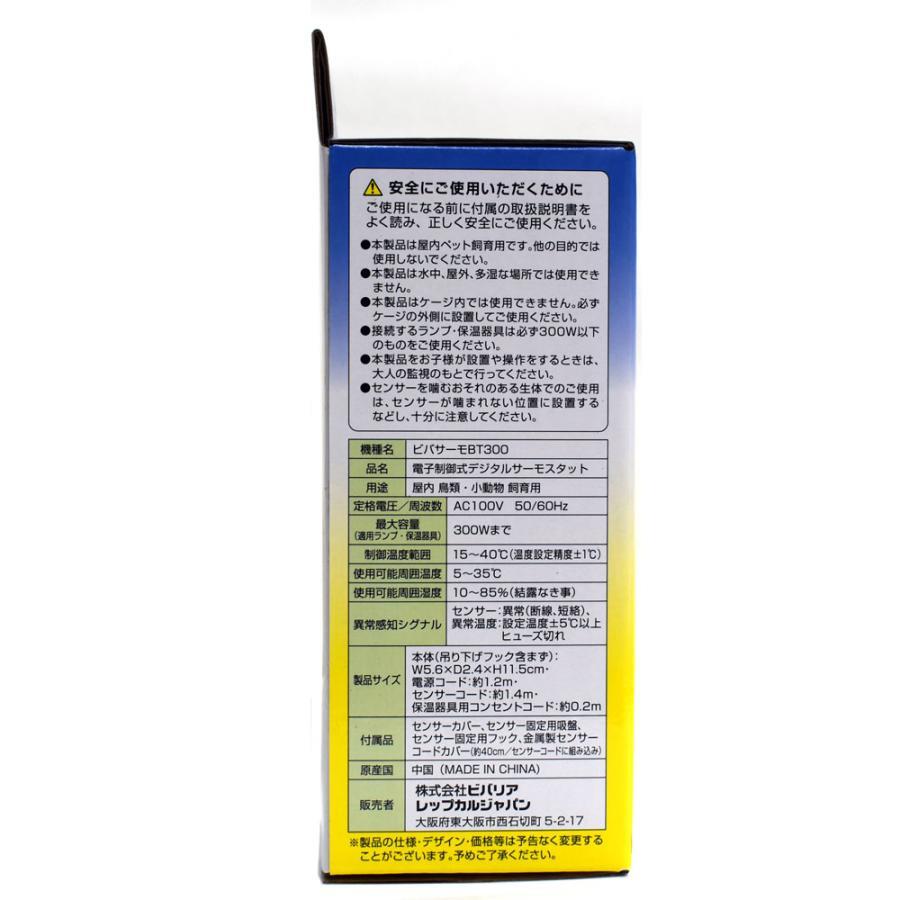 安全にご使用いただくために
ご使用になる前に付属の取扱説明書を
よく読み、正しく安全にご使用ください。
●本製品は屋内ペット飼育用です。他の目的では
使用しないでください。
●本製品は水中、屋外、多湿な場所では使用でき
ません。
●本製品はケージ内では使用できません。必ず
ケージの外側に設置してご使用ください。
●接続するランプ・保温器具は必ず300W以下
のものをご使用ください。
●本製品をお子様が設置や操作をするときは、
大人の監視のもとで行ってください。
●センサーを噛むおそれのある生体でのご使用
は、センサーが噛まれない位置に設置する
などし、十分に注意してください。
機種名 ビバサーモBT300
品名 電子制御式デジタルサーモスタット
用途 屋内 鳥類・小動物 飼育用
定格電圧／周波数 AC100V 50/60Hz
最大容量
(適用ランプ・保温器具) 300Wまで
制御温度範囲 15〜40℃(温度設定精度±1℃)
使用可能周囲温度 5〜35℃
使用可能周囲湿度 10〜85%(結露なき事)
異常感知シグナル センサー:異常(断線、短絡)、
異常温度:設定温度±5℃以上
ヒューズ切れ
製品サイズ 本体(吊り下げフック含まず):
W5.6×D2.4×H11.5cm・
電源コード:約1.2m・
センサーコード:約1.4m・
保温器具用コンセントコード:約0.2m
付属品 センサーカバー、センサー固定用吸盤、
センサー固定用フック、金属製センサー
コードカバー(約40cm／センサーコードに組み込み)
原産国 中国（MADE IN CHINA）
販売者 株式会社ビバリア
レップカルジャパン
大阪府東大阪市西石切町 5-2-17
※製品の仕様・デザイン・価格等は予告なく変更する
ことがございます。予めご了承ください。